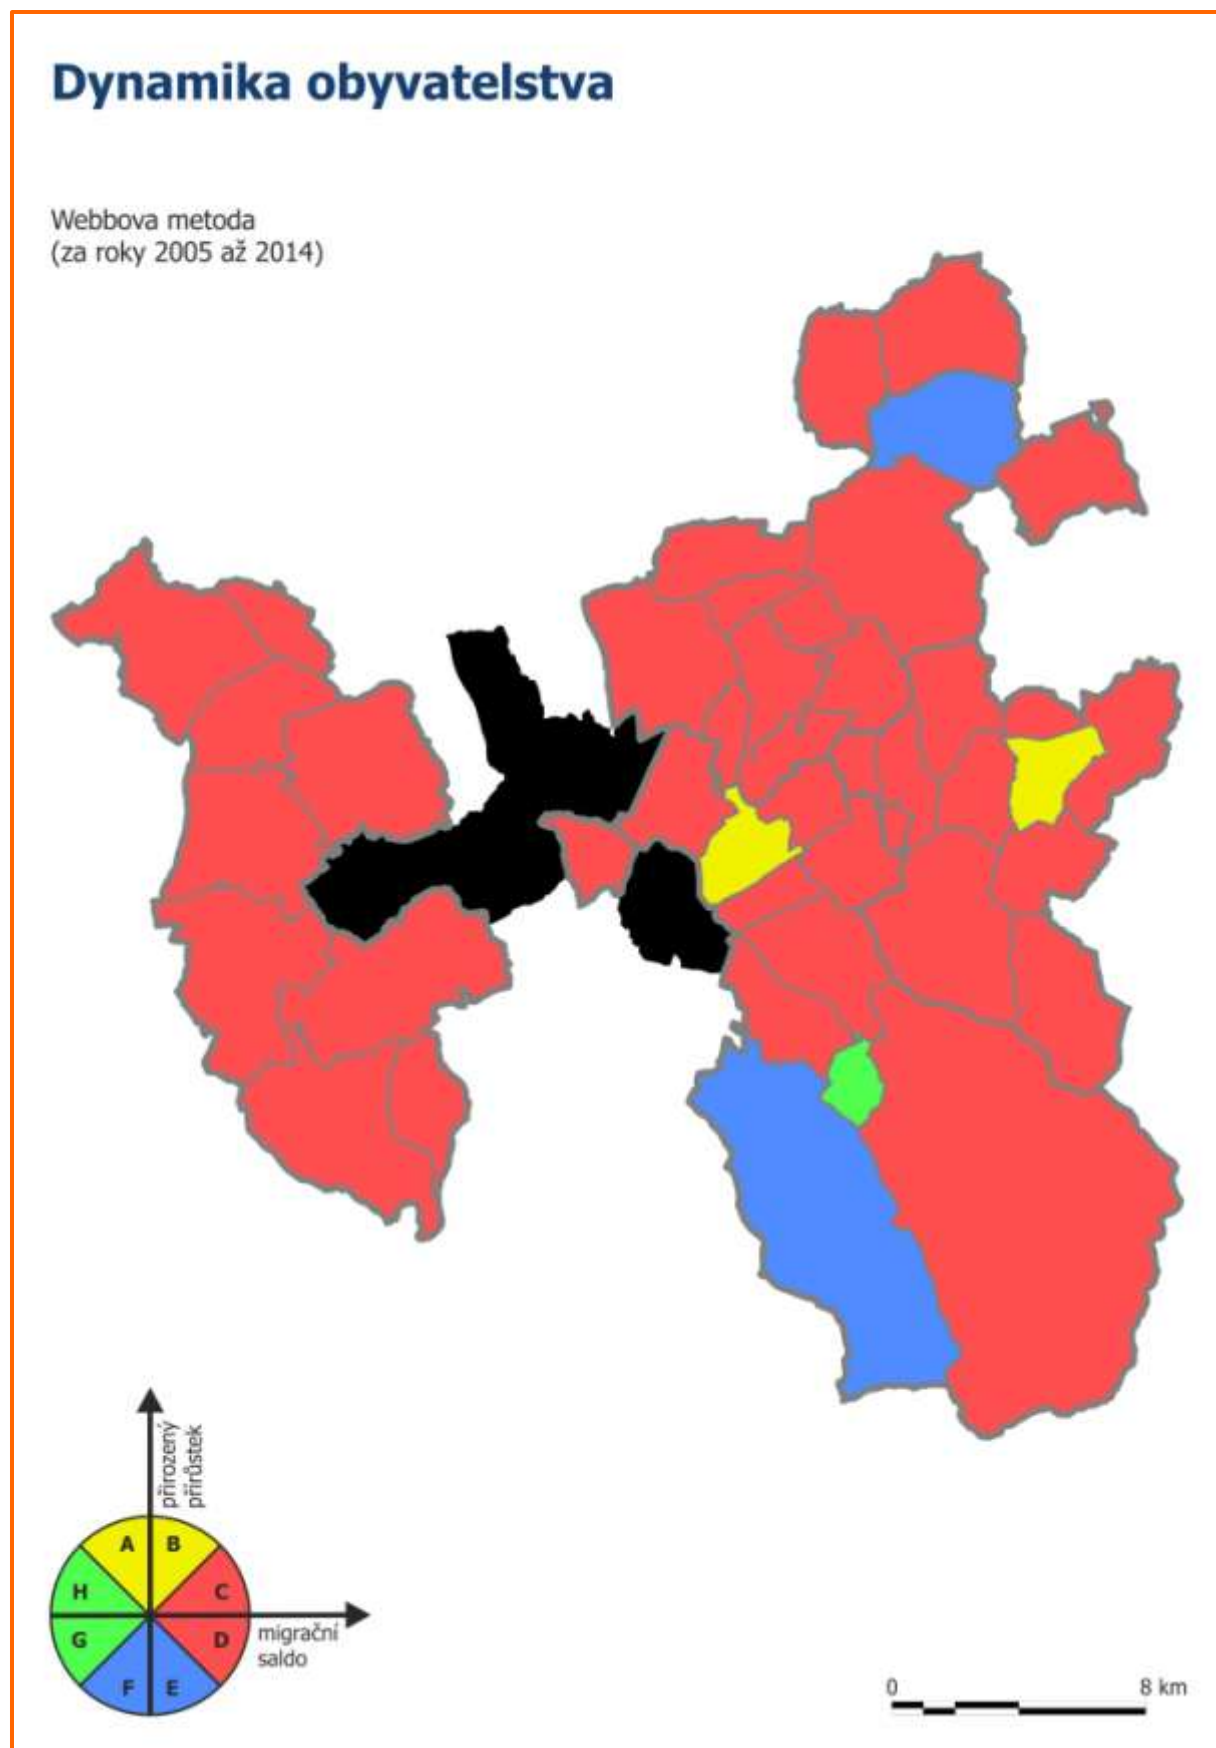 Dynamika obyvatelstva
Webbova metoda
(za roky 2005 až 2014)
přirozený
přírůstek
A B
H C
G D
F E
migrační
saldo
0 8 km